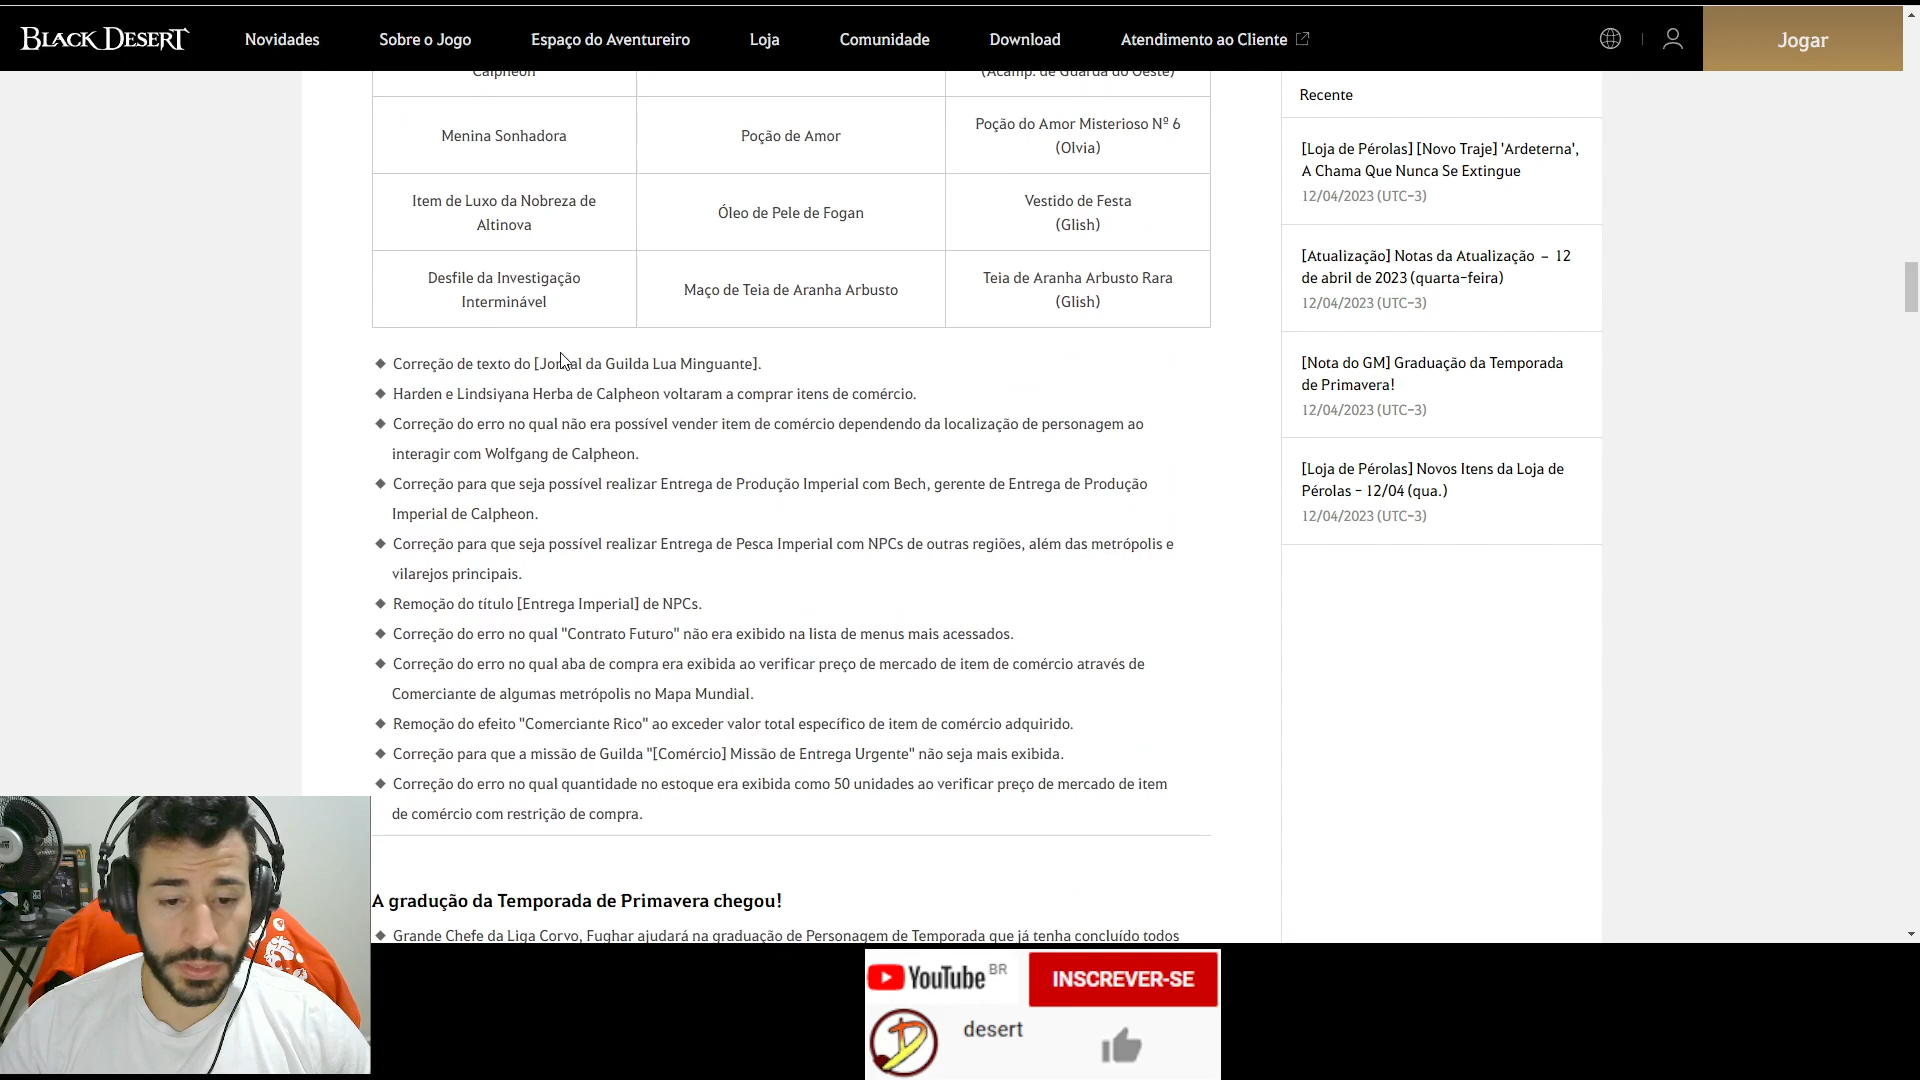 BLACK DESERT Novidades Sobre o Jogo Espaço do Aventureiro Loja Comunidade Download Atendimento ao Cliente Jogar
Calpheon (Acamp. de Guarda do Oeste)
Menina Sonhadora
Poção de Amor
Poção do Amor Misterioso Nº 6
(Olvia)
Item de Luxo da Nobreza de
Altinova
Óleo de Pele de Fogan
Vestido de Festa
(Glish)
Desfile da Investigação
Interminável
Maço de Teia de Aranha Arbusto
Teia de Aranha Arbusto Rara
(Glish)
◆ Correção de texto do [Jornal da Guilda Lua Minguante].
◆ Harden e Lindsiyana Herba de Calpheon voltaram a comprar itens de comércio.
◆ Correção do erro no qual não era possível vender item de comércio dependendo da localização de personagem ao
interagir com Wolfgang de Calpheon.
◆ Correção para que seja possível realizar Entrega de Produção Imperial com Bech, gerente de Entrega de Produção
Imperial de Calpheon.
◆ Correção para que seja possível realizar Entrega de Pesca Imperial com NPCs de outras regiões, além das metrópolis e
vilarejos principais.
◆ Remoção do título [Entrega Imperial] de NPCs.
◆ Correção do erro no qual "Contrato Futuro" não era exibido na lista de menus mais acessados.
◆ Correção do erro no qual aba de compra era exibida ao verificar preço de mercado de item de comércio através de
Comerciante de algumas metrópolis no Mapa Mundial.
◆ Remoção do efeito "Comerciante Rico" ao exceder valor total específico de item de comércio adquirido.
◆ Correção para que a missão de Guilda "[Comércio] Missão de Entrega Urgente" não seja mais exibida.
◆ Correção do erro no qual quantidade no estoque era exibida como 50 unidades ao verificar preço de mercado de item
de comércio com restrição de compra.
A gradução da Temporada de Primavera chegou!
◆ Grande Chefe da Liga Corvo, Fughar ajudará na graduação de Personagem de Temporada que já tenha concluído todos
Recente
[Loja de Pérolas] [Novo Traje] 'Ardeterna',
A Chama Que Nunca Se Extingue
12/04/2023 (UTC-3)
[Atualização] Notas da Atualização – 12
de abril de 2023 (quarta-feira)
12/04/2023 (UTC-3)
[Nota do GM] Graduação da Temporada
de Primavera!
12/04/2023 (UTC-3)
[Loja de Pérolas] Novos Itens da Loja de
Pérolas – 12/04 (qua.)
12/04/2023 (UTC-3)
YouTube BR INSCREVER-SE
desert